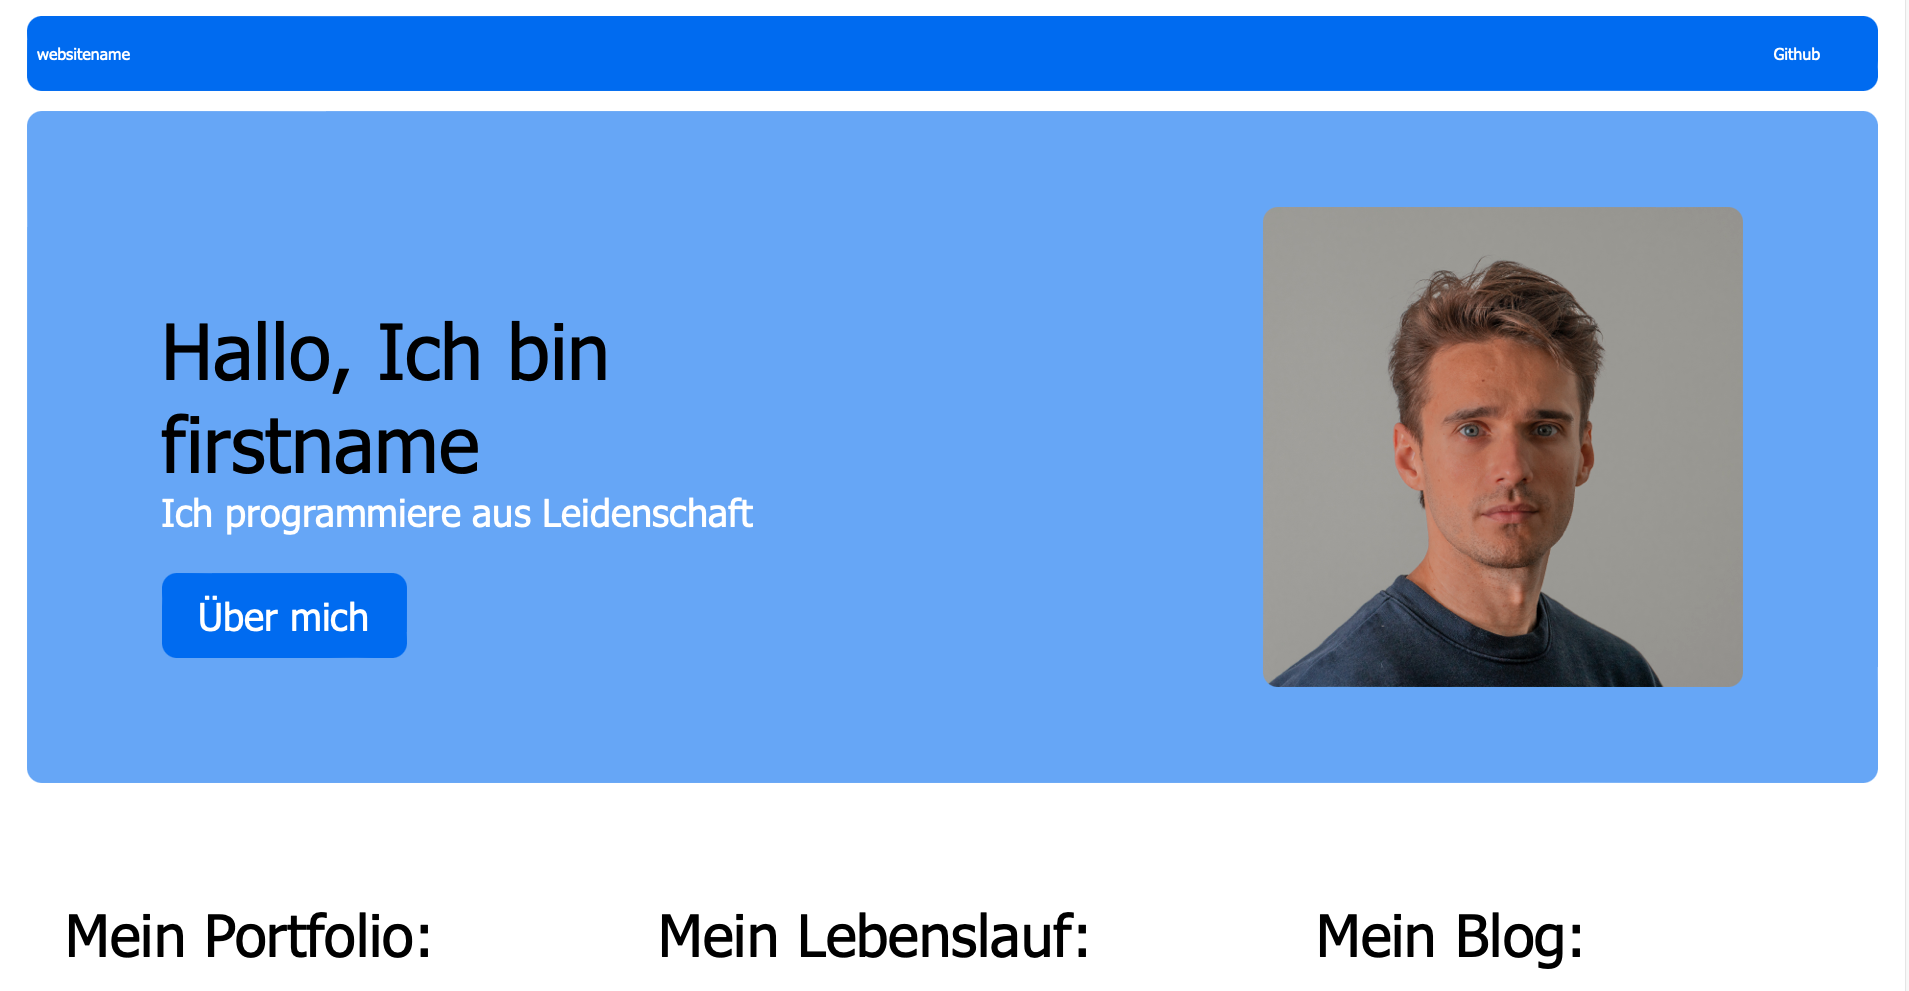 websitename
Github
Hallo, Ich bin
firstname
Ich programmiere aus Leidenschaft
Über mich
Mein Portfolio:
Mein Lebenslauf:
Mein Blog: